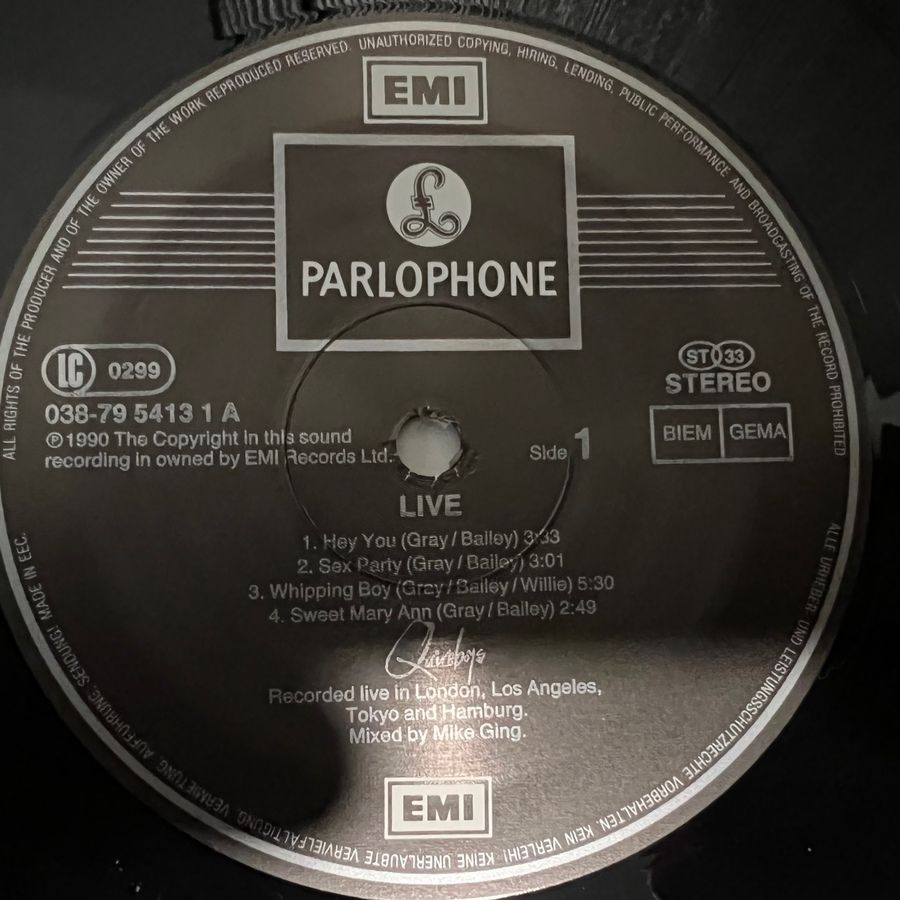 ALL RIGHTS OF THE PRODUCER AND OF THE OWNER OF THE WORK REPRODUCED RESERVED. UNAUTHORIZED COPYING, HIRING, LENDING, PUBLIC PERFORMANCE AND BROADCASTING OF THE RECORD PROHIBITED
EMI
£
PARLOPHONE
LC 0299
ST 33
STEREO
038-79 5413 1 A
BIEM GEMA
℗ 1990 The Copyright in this sound
recording in owned by EMI Records Ltd.
Side 1
LIVE
1. Hey You (Gray/Bailey) 3:33
2. Sex Party (Gray/Bailey) 3:01
3. Whipping Boy (Gray/Bailey/Willie) 5:30
4. Sweet Mary Ann (Gray/Bailey) 2:49
Quireboys
Recorded live in London, Los Angeles,
Tokyo and Hamburg.
Mixed by Mike Ging.
EMI
ALLE URHEBER- UND LEISTUNGSSCHUTZRECHTE VORBEHALTEN. KEIN VERLEIH! KEINE UNERLAUBTE VERVIELFÄLTIGUNG, VERMIETUNG, AUFFÜHRUNG, SENDUNG! MADE IN EEC.